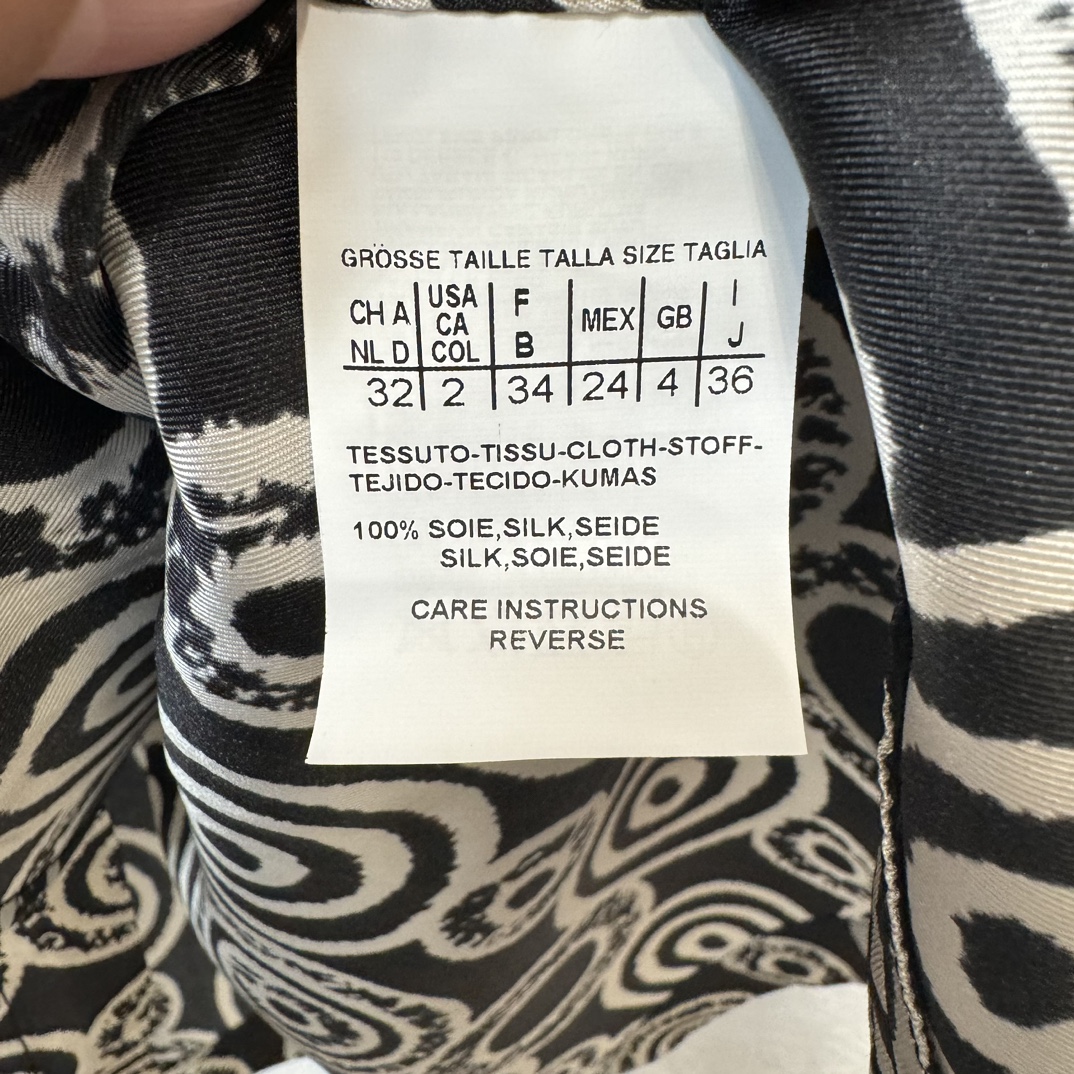 GRÖSSE TAILLE TALLA SIZE TAGLIA
CH A NL D | USA CA COL | F B | MEX | GB | I J
32 | 2 | 34 | 24 | 4 | 36
TESSUTO-TISSU-CLOTH-STOFF-
TEJIDO-TECIDO-KUMAS
100% SOIE,SILK,SEIDE
SILK,SOIE,SEIDE
CARE INSTRUCTIONS
REVERSE